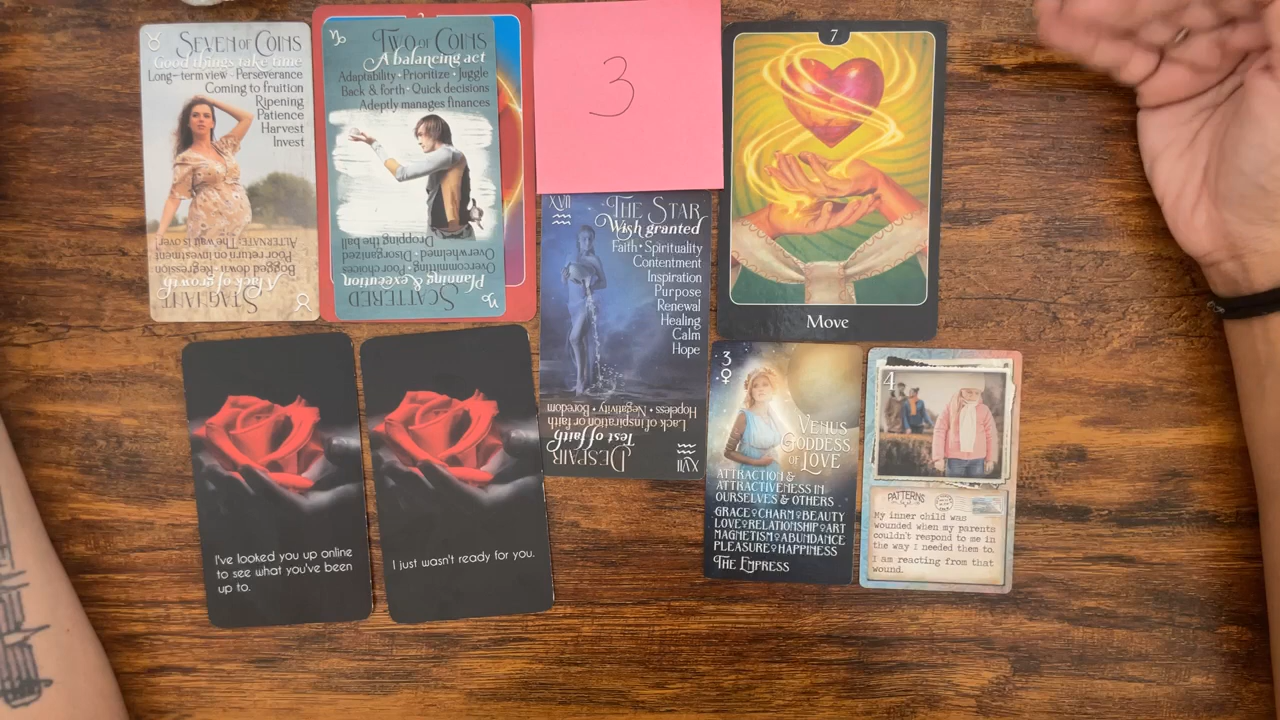 SEVEN OF COINS
Good things take time
Long-term view · Perseverance
Coming to fruition
Ripening
Patience
Harvest
Invest
ALTERNATE: The wait is over!
Poor return on investment
Bogged down · Regression
A lack of growth
STAGNATE
TWO OF COINS
A balancing act
Adaptability · Prioritize · Juggle
Back & forth · Quick decisions
Adeptly manages finances
Dropping the ball
Overwhelmed · Disorganized
Overcommitting · Poor choices
Planning & execution
SCATTERED
3
7
Move
XVII
THE STAR
Wish granted
Faith · Spirituality
Contentment
Inspiration
Purpose
Renewal
Healing
Calm
Hope
Hopeless · Negativity · Boredom
Lack of inspiration or faith
Test of faith
DESPAIR
XVII
I've looked you up online
to see what you've been
up to.
I just wasn't ready for you.
3
VENUS
GODDESS
OF LOVE
ATTRACTION &
ATTRACTIVENESS IN
OURSELVES & OTHERS
GRACE♀CHARM♀BEAUTY
LOVE♀RELATIONSHIP♀ART
MAGNETISM♀ABUNDANCE
PLEASURE♀HAPPINESS
THE EMPRESS
4
PATTERNS
My inner child was
wounded when my parents
couldn't respond to me in
the way I needed them to.
I am reacting from that
wound.